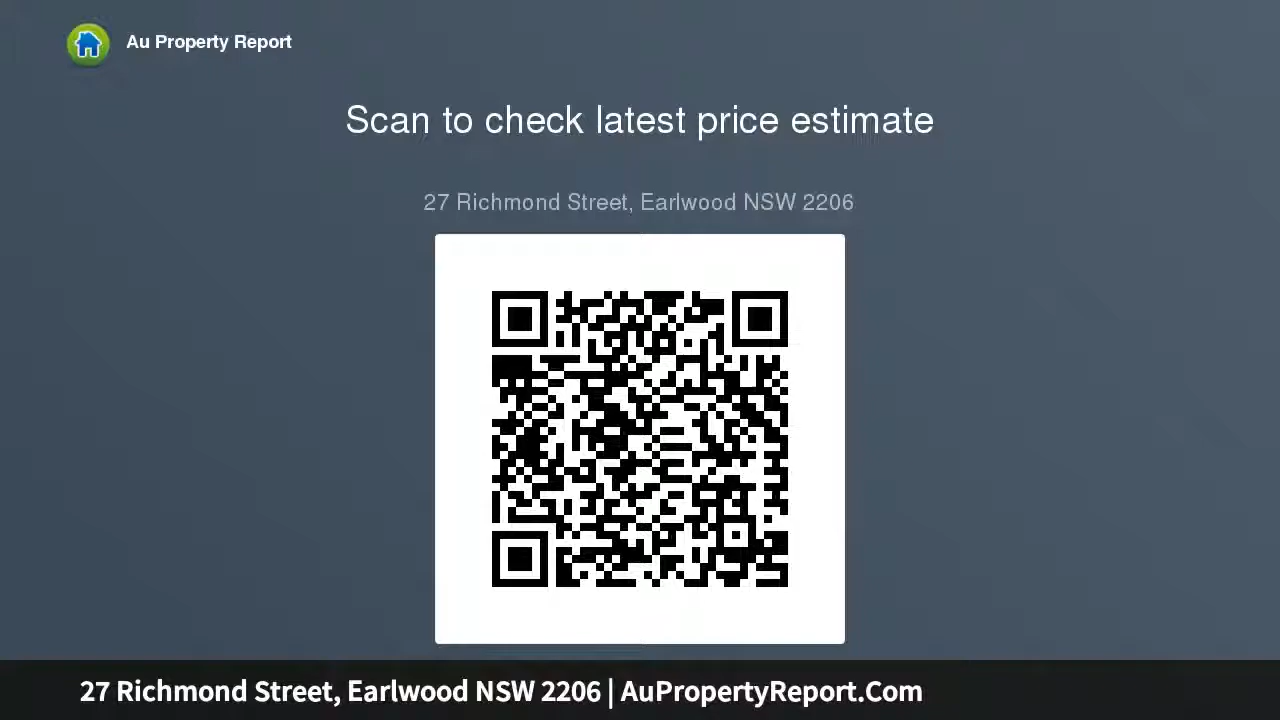 Au Property Report
Scan to check latest price estimate
27 Richmond Street, Earlwood NSW 2206
27 Richmond Street, Earlwood NSW 2206 | AuPropertyReport.Com